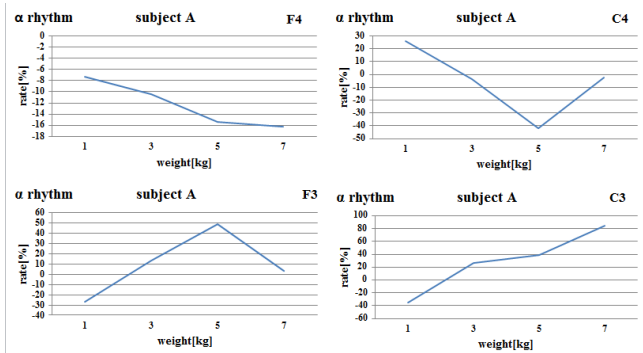 α rhythm subject A F4
0
-2
-4
-6
-8
-10
-12
-14
-16
-18
rate[%]
1 3 5 7
weight[kg]
α rhythm subject A C4
30
20
10
0
-10
-20
-30
-40
-50
rate[%]
1 3 5 7
weight[kg]
α rhythm subject A F3
60
50
40
30
20
10
0
-10
-20
-30
-40
rate[%]
1 3 5 7
weight[kg]
α rhythm subject A C3
100
80
60
40
20
0
-20
-40
-60
rate[%]
1 3 5 7
weight[kg]